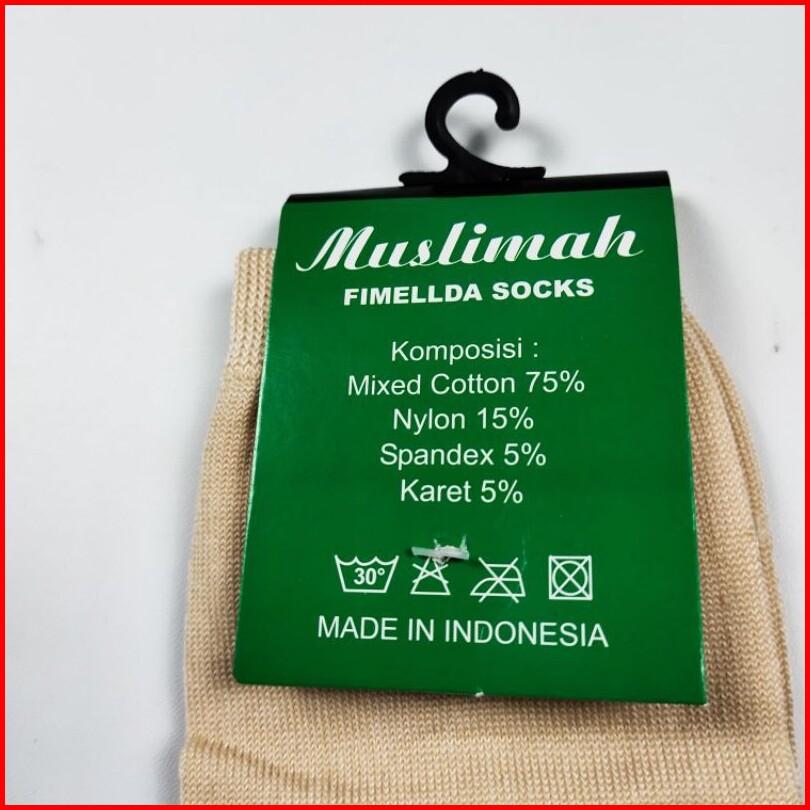 Muslimah
FIMELLDA SOCKS
Komposisi :
Mixed Cotton 75%
Nylon 15%
Spandex 5%
Karet 5%
30°
MADE IN INDONESIA